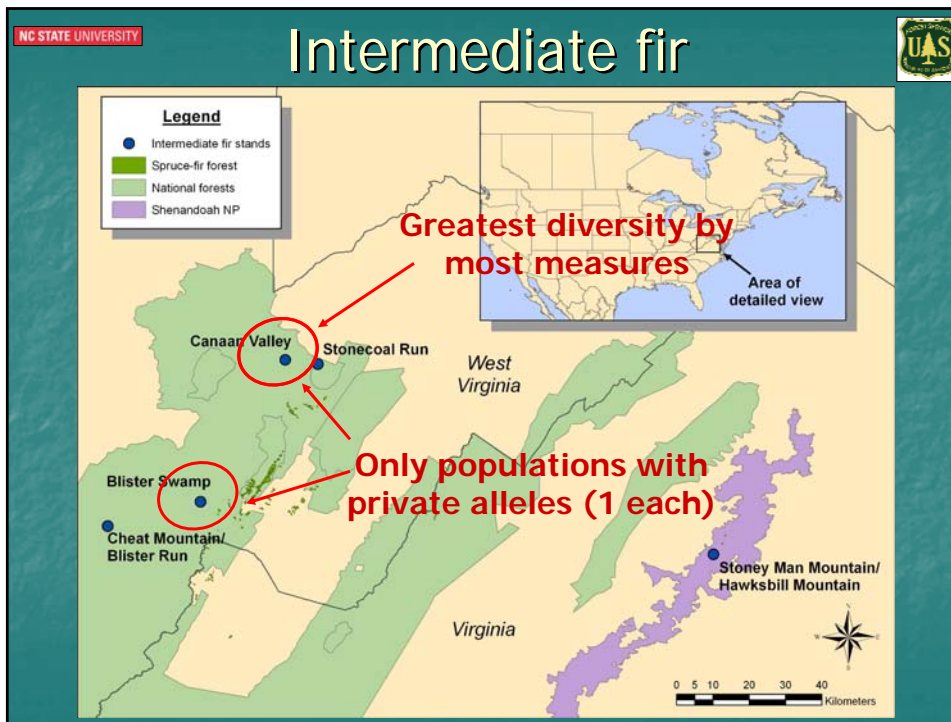 NC STATE UNIVERSITY
Intermediate fir
FOREST SERVICE
UAS
Legend
Intermediate fir stands
Spruce-fir forest
National forests
Shenandoah NP
Area of
detailed view
Greatest diversity by
most measures
Canaan Valley
Stonecoal Run
West
Virginia
Only populations with
private alleles (1 each)
Blister Swamp
Cheat Mountain/
Blister Run
Stoney Man Mountain/
Hawksbill Mountain
Virginia
0 5 10 20 30 40
Kilometers